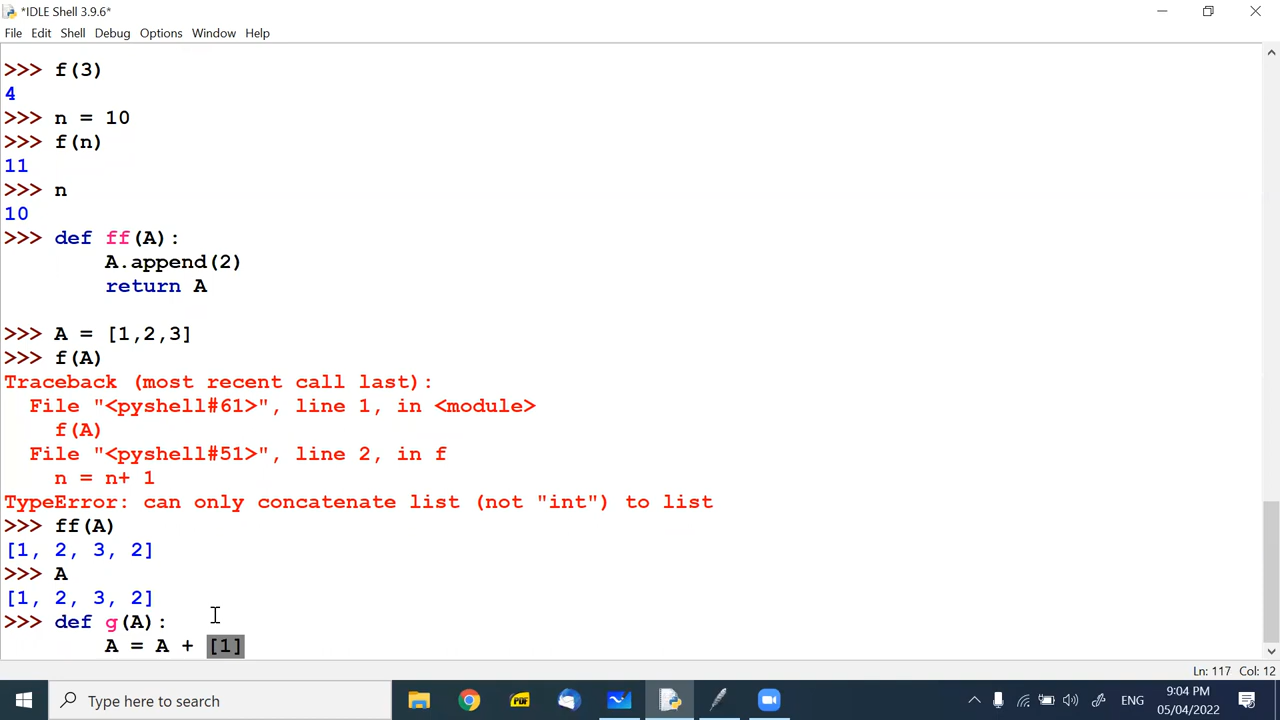 *IDLE Shell 3.9.6*
File Edit Shell Debug Options Window Help
>>> f(3)
4
>>> n = 10
>>> f(n)
11
>>> n
10
>>> def ff(A):
        A.append(2)
        return A
>>> A = [1,2,3]
>>> f(A)
Traceback (most recent call last):
  File "<pyshell#61>", line 1, in <module>
    f(A)
  File "<pyshell#51>", line 2, in f
    n = n+ 1
TypeError: can only concatenate list (not "int") to list
>>> ff(A)
[1, 2, 3, 2]
>>> A
[1, 2, 3, 2]
>>> def g(A):
        A = A + [1]
Ln: 117 Col: 12
Type here to search
PDF
ENG
9:04 PM
05/04/2022